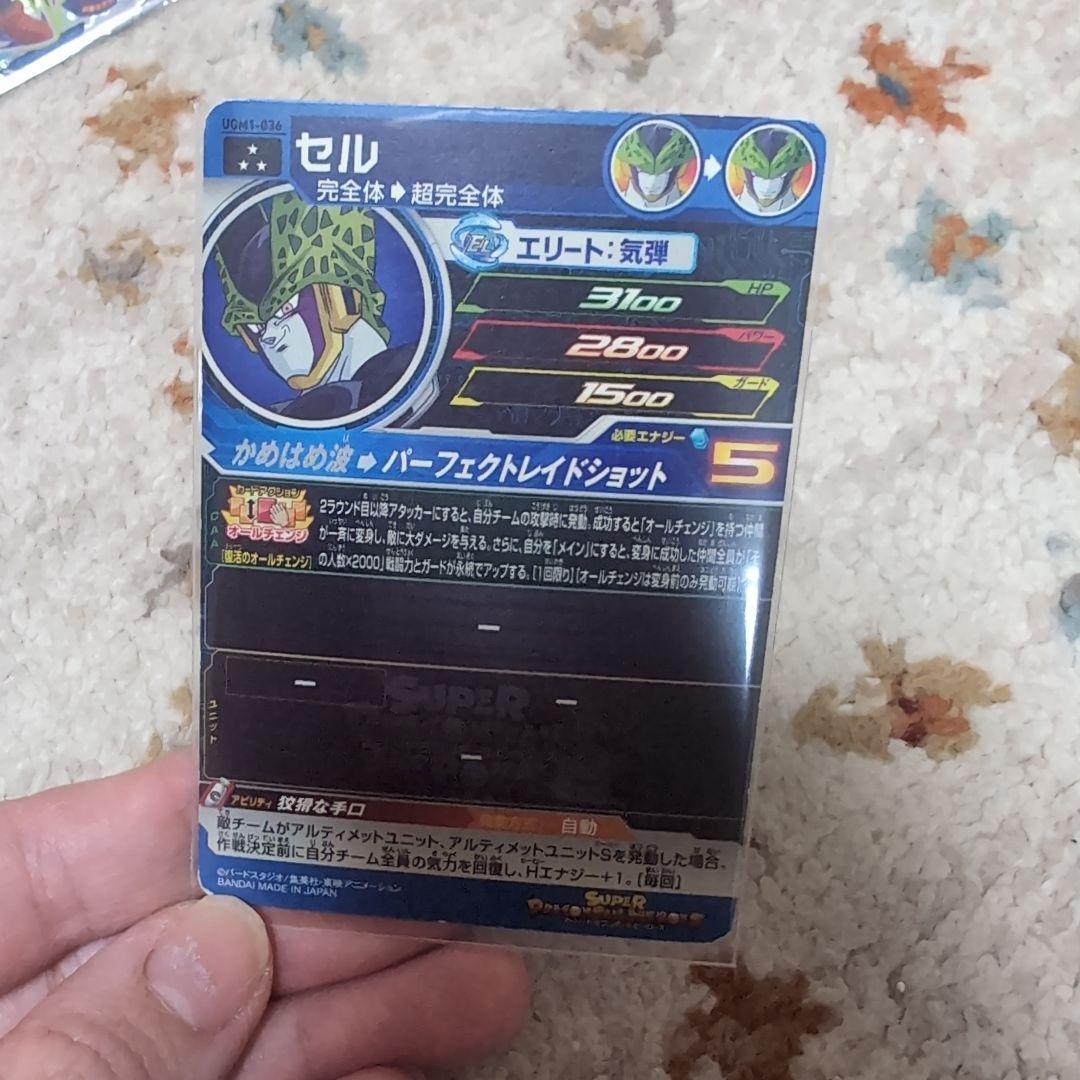 UGM1-036
セル
完全体➡超完全体
エリート：気弾
HP
3100
パワー
2800
ガード
1500
必要エナジー
5
かめはめ波➡パーフェクトレイドショット
カードアクション
オールチェンジ
CAA
[復活のオールチェンジ]
2ラウンド目以降アタッカーにすると、自分チームの攻撃時に発動。成功すると「オールチェンジ」を持つ仲間
が一斉に変身し、敵に大ダメージを与える。さらに、自分を「メイン」にすると、変身に成功した仲間全員が「そ
の人数×2000」戦闘力とガードが永続でアップする。[1回限り][オールチェンジは変身前のみ発動可能]
ー
ユニット
ー
ー
ー
アビリティ 狡猾な手口
自動
敵チームがアルティメットユニット、アルティメットユニットSを発動した場合、
作戦決定前に自分チーム全員の気力を回復し、Hエナジー+1。[毎回]
©バードスタジオ/集英社・東映アニメーション
BANDAI MADE IN JAPAN
SUPER
DRAGONBALL HEROES